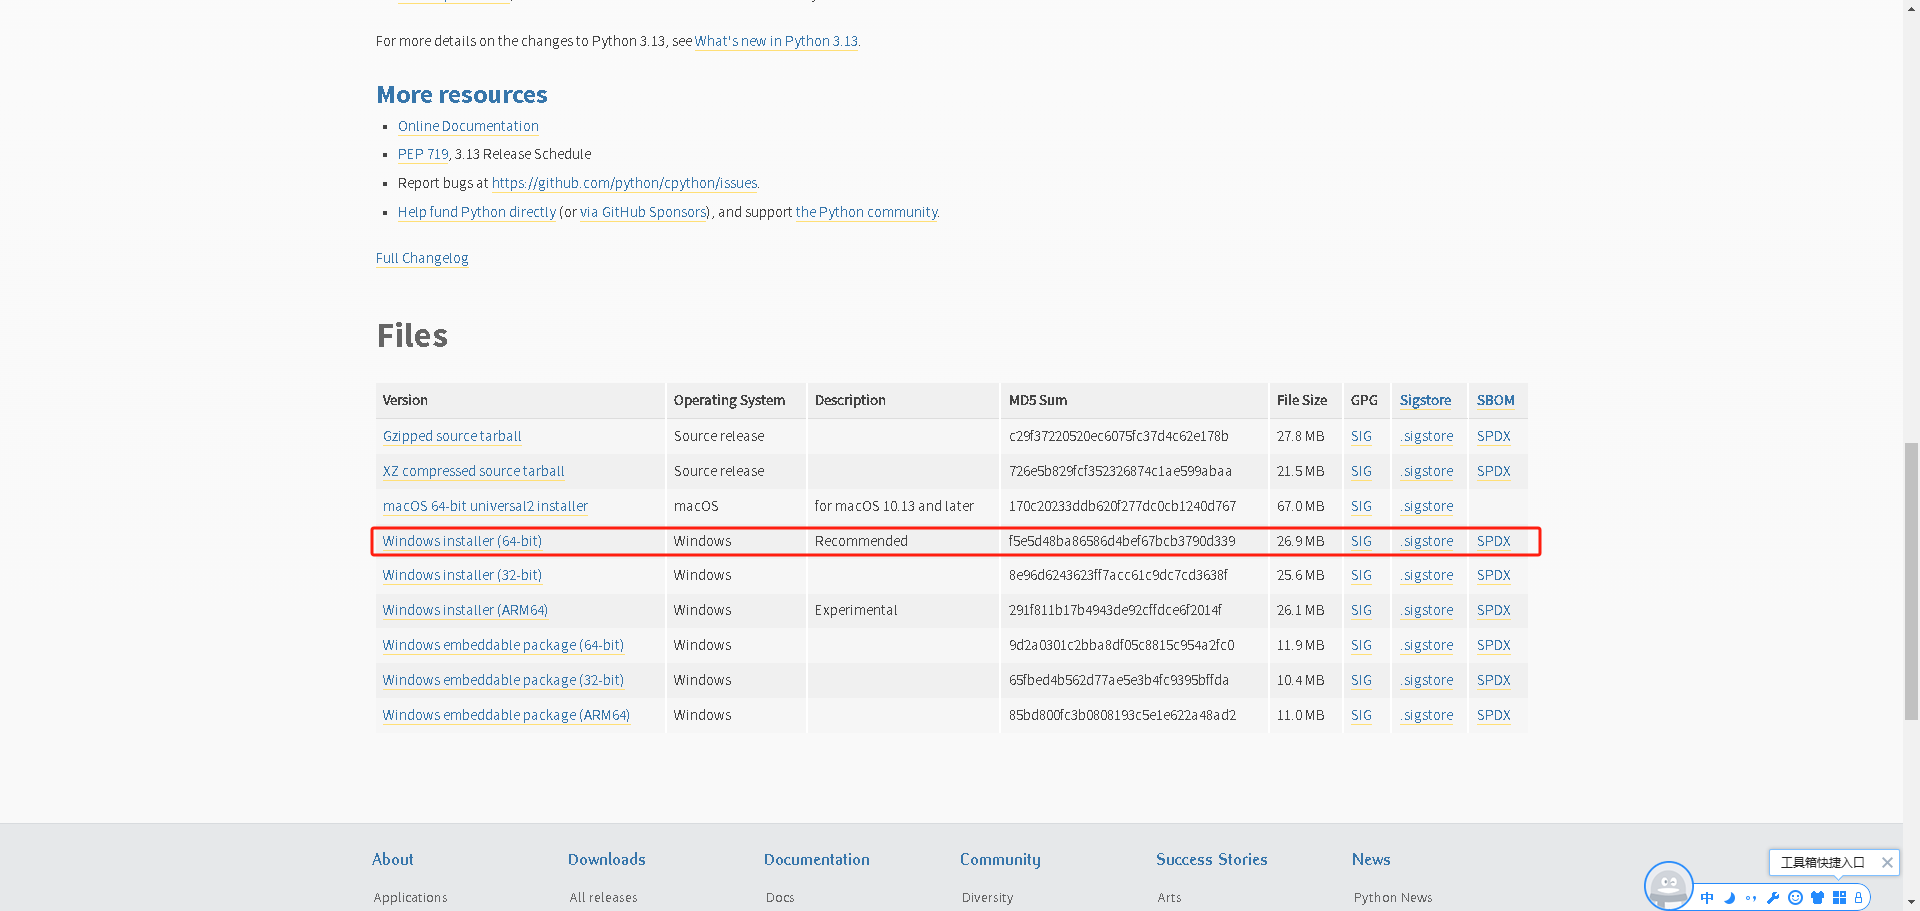 For more details on the changes to Python 3.13, see What's new in Python 3.13.
More resources
Online Documentation
PEP 719, 3.13 Release Schedule
Report bugs at https://github.com/python/cpython/issues.
Help fund Python directly (or via GitHub Sponsors), and support the Python community.
Full Changelog
Files
Version Operating System Description MD5 Sum File Size GPG Sigstore SBOM
Gzipped source tarball Source release c29f37220520ec6075fc37d4c62e178b 27.8 MB SIG .sigstore SPDX
XZ compressed source tarball Source release 726e5b829fcf352326874c1ae599abaa 21.5 MB SIG .sigstore SPDX
macOS 64-bit universal2 installer macOS for macOS 10.13 and later 170c20233ddb620f277dc0cb1240d767 67.0 MB SIG .sigstore
Windows installer (64-bit) Windows Recommended f5e5d48ba86586d4bef67bcb3790d339 26.9 MB SIG .sigstore SPDX
Windows installer (32-bit) Windows 8e96d6243623ff7acc61c9dc7cd3638f 25.6 MB SIG .sigstore SPDX
Windows installer (ARM64) Windows Experimental 291f811b17b4943de92cffdce6f2014f 26.1 MB SIG .sigstore SPDX
Windows embeddable package (64-bit) Windows 9d2a0301c2bba8df05c8815c954a2fc0 11.9 MB SIG .sigstore SPDX
Windows embeddable package (32-bit) Windows 65fbed4b562d77ae5e3b4fc9395bffda 10.4 MB SIG .sigstore SPDX
Windows embeddable package (ARM64) Windows 85bd800fc3b0808193c5e1e622a48ad2 11.0 MB SIG .sigstore SPDX
About Downloads Documentation Community Success Stories News
工具箱快捷入口
Applications All releases Docs Diversity Arts Python News
中